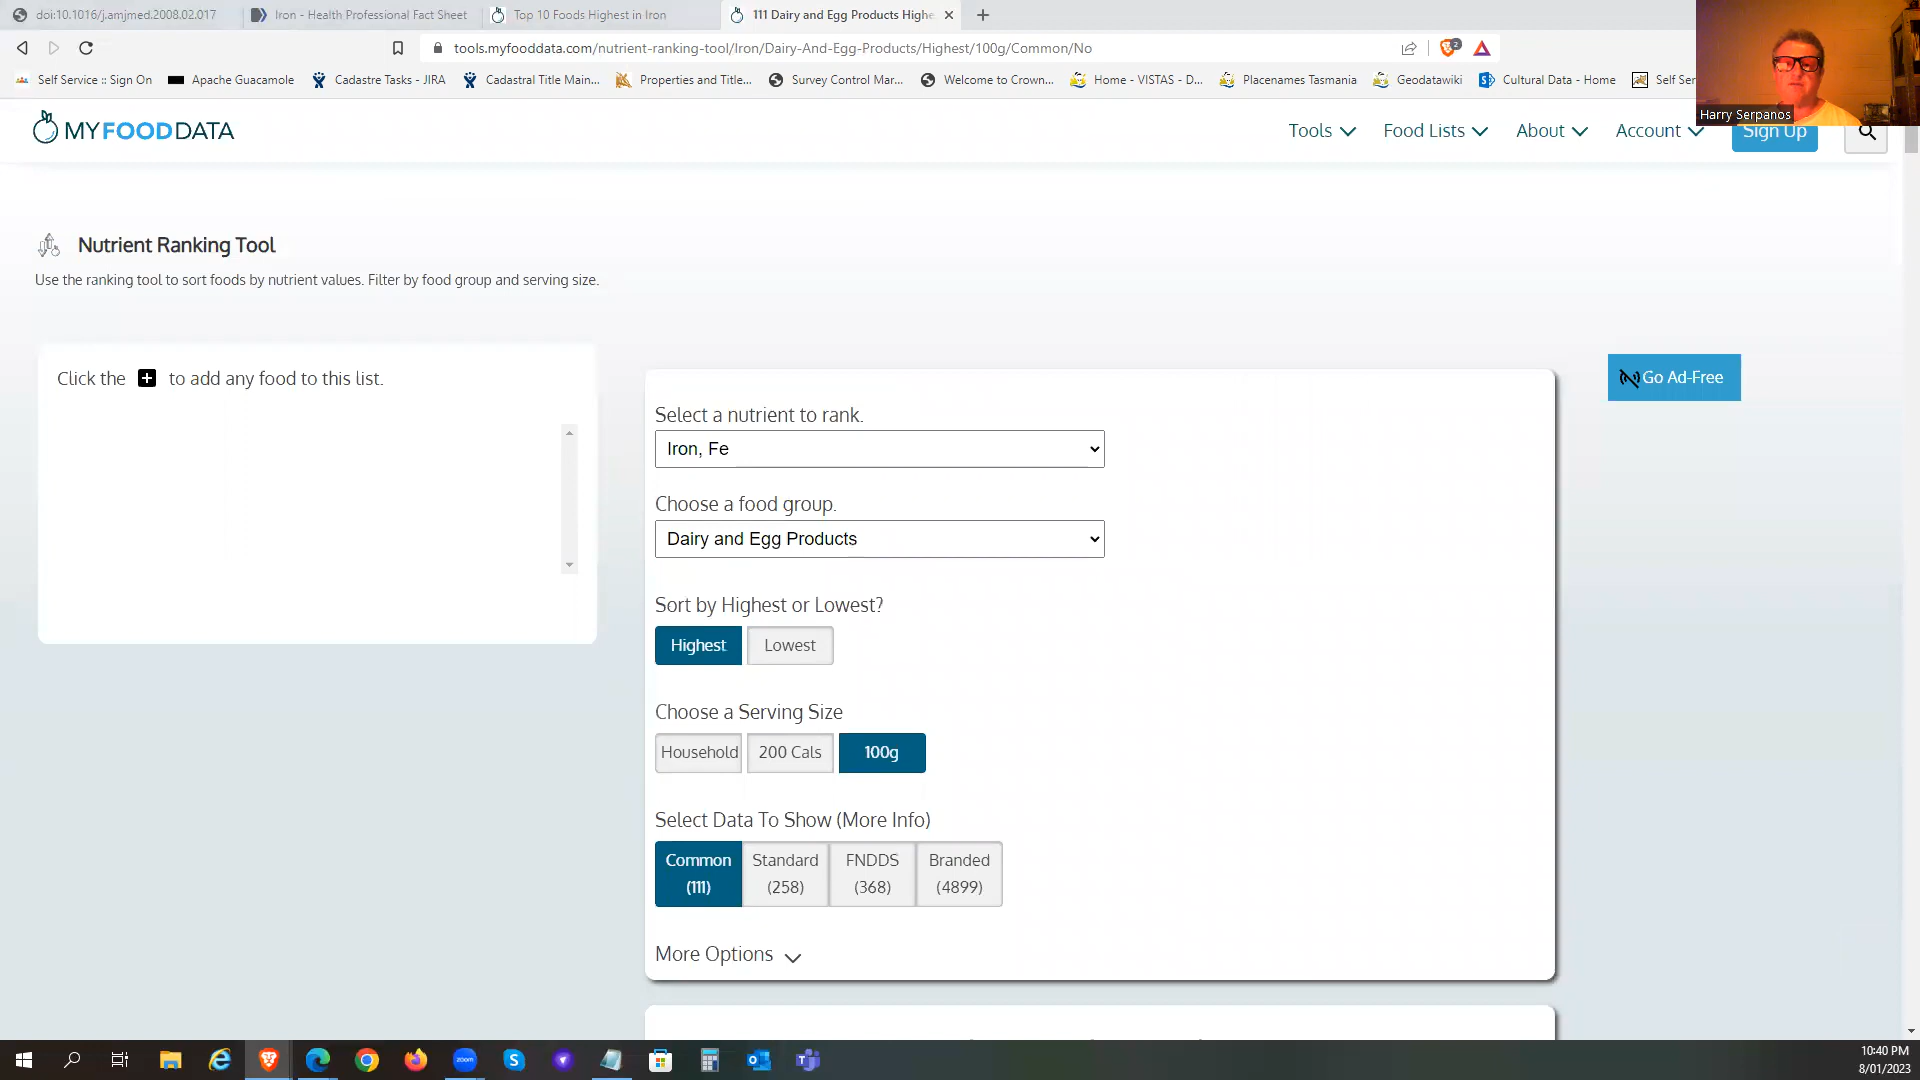 doi:10.1016/j.amjmed.2008.02.017
Iron - Health Professional Fact Sheet
Top 10 Foods Highest in Iron
111 Dairy and Egg Products Highe
tools.myfooddata.com/nutrient-ranking-tool/Iron/Dairy-And-Egg-Products/Highest/100g/Common/No
2
Self Service :: Sign On
Apache Guacamole
Cadastre Tasks - JIRA
Cadastral Title Main...
Properties and Title...
Survey Control Mar...
Welcome to Crown...
Home - VISTAS - D...
Placenames Tasmania
Geodatawiki
Cultural Data - Home
Self Ser
Harry Serpanos
MYFOODDATA
Tools
Food Lists
About
Account
Sign Up
Nutrient Ranking Tool
Use the ranking tool to sort foods by nutrient values. Filter by food group and serving size.
Click the + to add any food to this list.
Go Ad-Free
Select a nutrient to rank.
Iron, Fe
Choose a food group.
Dairy and Egg Products
Sort by Highest or Lowest?
Highest
Lowest
Choose a Serving Size
Household
200 Cals
100g
Select Data To Show (More Info)
Common
(111)
Standard
(258)
FNDDS
(368)
Branded
(4899)
More Options
zoom
10:40 PM
8/01/2023